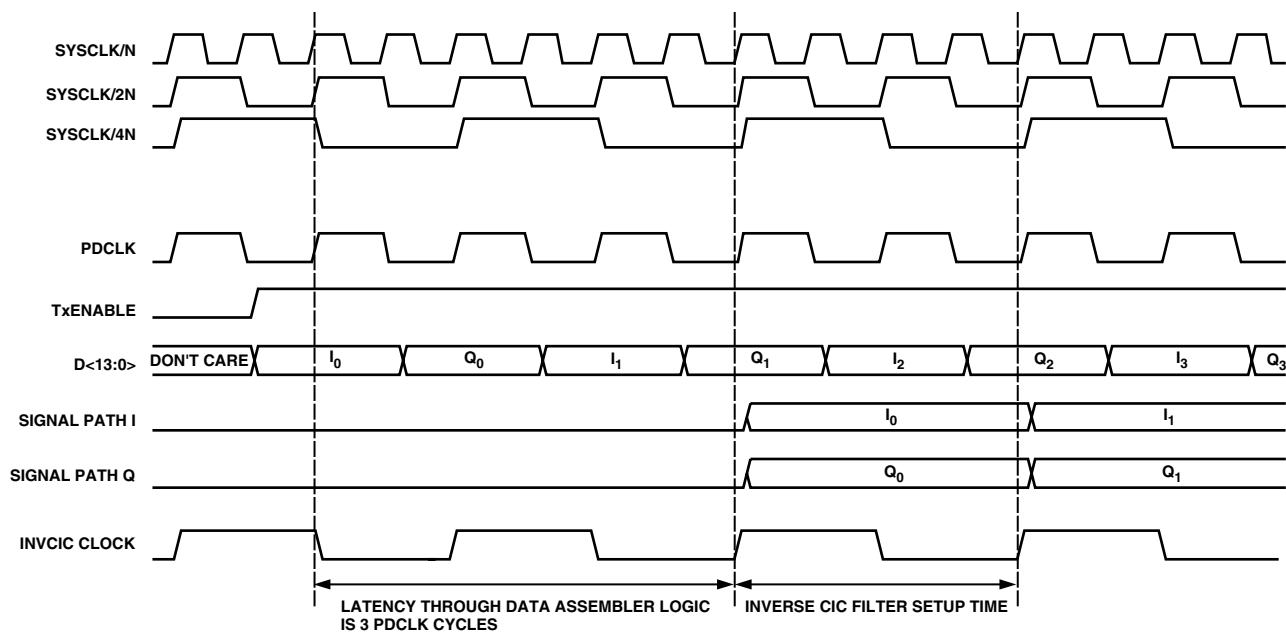 SYSCLK/N
SYSCLK/2N
SYSCLK/4N
PDCLK
TxENABLE
D<13:0> DON'T CARE I0 Q0 I1 Q1 I2 Q2 I3 Q3
SIGNAL PATH I I0 I1
SIGNAL PATH Q Q0 Q1
INVCIC CLOCK
LATENCY THROUGH DATA ASSEMBLER LOGIC
IS 3 PDCLK CYCLES
INVERSE CIC FILTER SETUP TIME